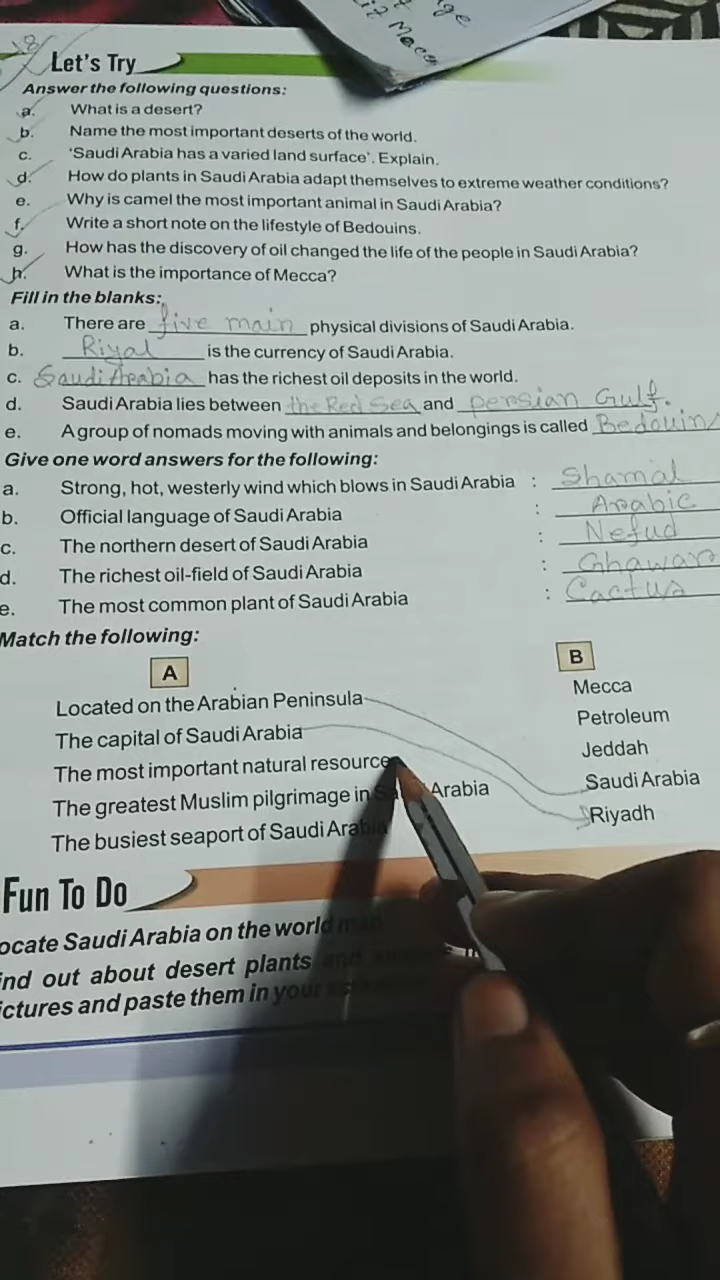 ge
Mecca
18
Let's Try
Answer the following questions:
a. What is a desert?
b. Name the most important deserts of the world.
c. 'Saudi Arabia has a varied land surface'. Explain.
d. How do plants in Saudi Arabia adapt themselves to extreme weather conditions?
e. Why is camel the most important animal in Saudi Arabia?
f. Write a short note on the lifestyle of Bedouins.
g. How has the discovery of oil changed the life of the people in Saudi Arabia?
h. What is the importance of Mecca?
Fill in the blanks:
a. There are five main physical divisions of Saudi Arabia.
b. Riyal is the currency of Saudi Arabia.
c. Saudi Arabia has the richest oil deposits in the world.
d. Saudi Arabia lies between the Red Sea and persian Gulf.
e. A group of nomads moving with animals and belongings is called Bedouins
Give one word answers for the following:
a. Strong, hot, westerly wind which blows in Saudi Arabia : Shamal
b. Official language of Saudi Arabia : Arabic
c. The northern desert of Saudi Arabia : Nefud
d. The richest oil-field of Saudi Arabia : Ghawar
e. The most common plant of Saudi Arabia : Cactus
Match the following:
A B
Located on the Arabian Peninsula Mecca
The capital of Saudi Arabia Petroleum
The most important natural resource Jeddah
The greatest Muslim pilgrimage in Saudi Arabia Saudi Arabia
The busiest seaport of Saudi Arabia Riyadh
Fun To Do
ocate Saudi Arabia on the world map
ind out about desert plants and
ictures and paste them in your